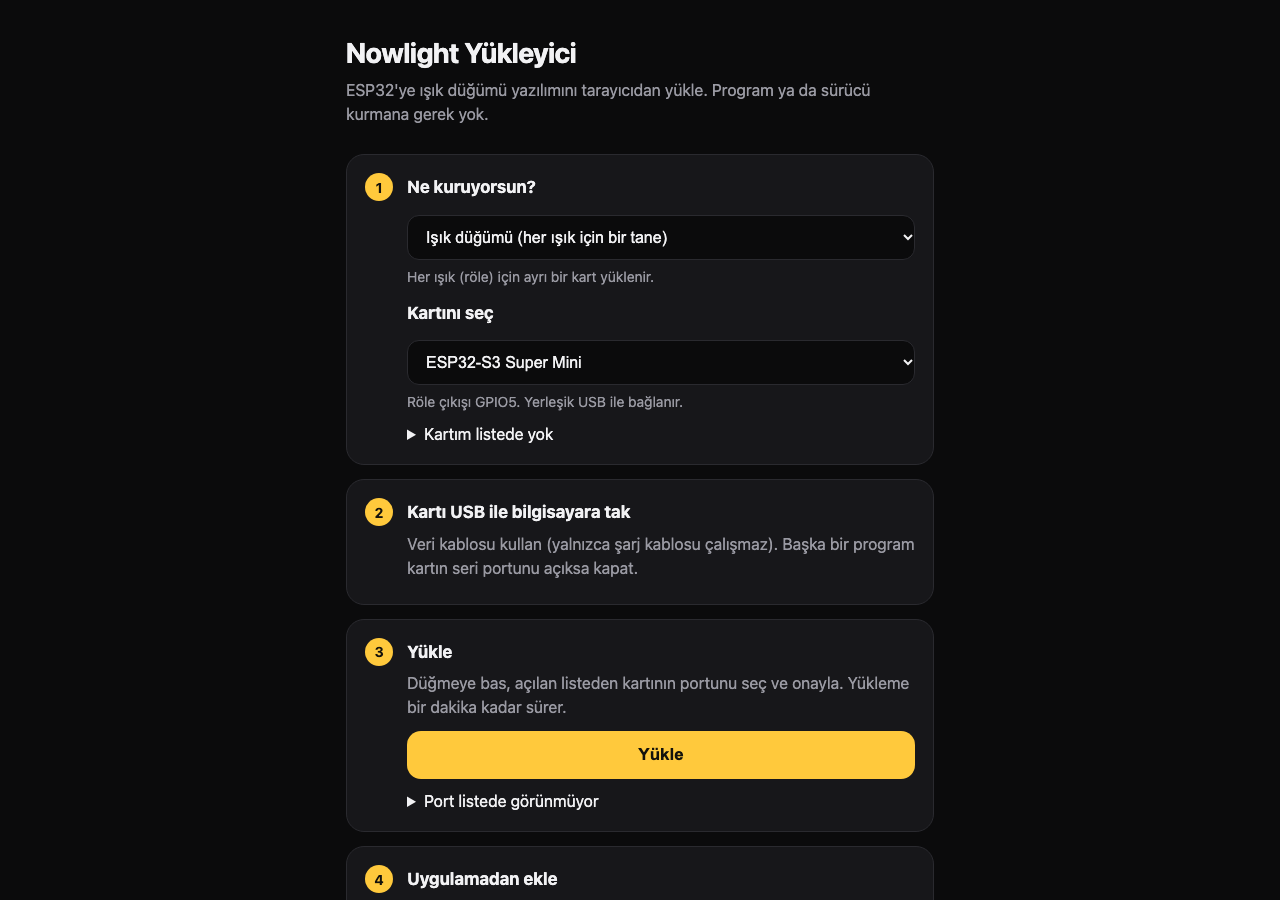 Nowlight Yükleyici
ESP32'ye ışık düğümü yazılımını tarayıcıdan yükle. Program ya da sürücü
kurmana gerek yok.
1
Ne kuruyorsun?
Işık düğümü (her ışık için bir tane)
Her ışık (röle) için ayrı bir kart yüklenir.
Kartını seç
ESP32-S3 Super Mini
Röle çıkışı GPIO5. Yerleşik USB ile bağlanır.
Kartım listede yok
2
Kartı USB ile bilgisayara tak
Veri kablosu kullan (yalnızca şarj kablosu çalışmaz). Başka bir program
kartın seri portunu açıksa kapat.
3
Yükle
Düğmeye bas, açılan listeden kartının portunu seç ve onayla. Yükleme
bir dakika kadar sürer.
Yükle
Port listede görünmüyor
4
Uygulamadan ekle